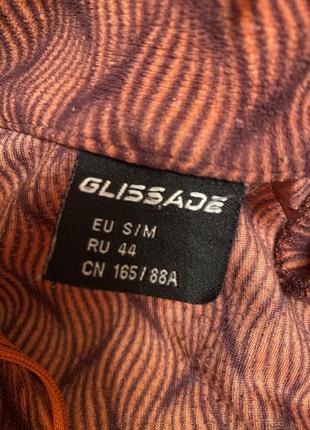 GLISSADE
EU S/M
RU 44
CN 165/88A